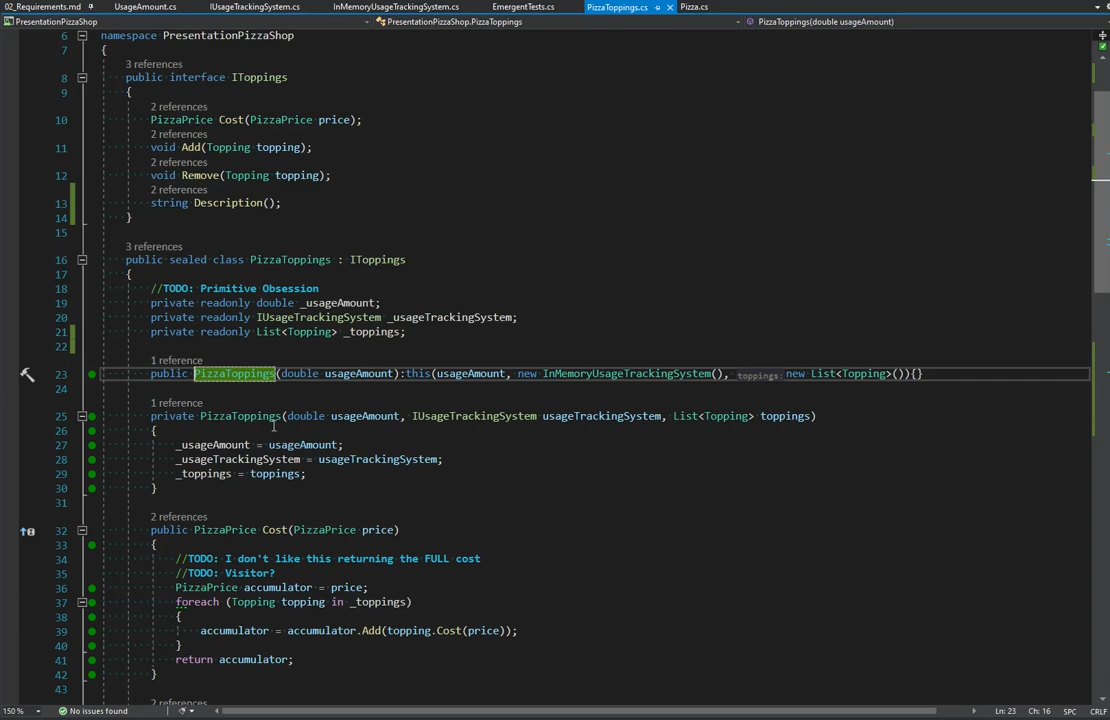 02_Requirements.md UsageAmount.cs IUsageTrackingSystem.cs InMemoryUsageTrackingSystem.cs EmergentTests.cs PizzaToppings.cs Pizza.cs
PresentationPizzaShop PresentationPizzaShop.PizzaToppings PizzaToppings(double usageAmount)
6 namespace PresentationPizzaShop
7 {
3 references
8 public interface IToppings
9 {
2 references
10 PizzaPrice Cost(PizzaPrice price);
2 references
11 void Add(Topping topping);
2 references
12 void Remove(Topping topping);
2 references
13 string Description();
14 }
15
3 references
16 public sealed class PizzaToppings : IToppings
17 {
18 //TODO: Primitive Obsession
19 private readonly double _usageAmount;
20 private readonly IUsageTrackingSystem _usageTrackingSystem;
21 private readonly List<Topping> _toppings;
22
1 reference
23 public PizzaToppings(double usageAmount):this(usageAmount, new InMemoryUsageTrackingSystem(), toppings: new List<Topping>()){}
24
1 reference
25 private PizzaToppings(double usageAmount, IUsageTrackingSystem usageTrackingSystem, List<Topping> toppings)
26 {
27 _usageAmount = usageAmount;
28 _usageTrackingSystem = usageTrackingSystem;
29 _toppings = toppings;
30 }
31
2 references
32 public PizzaPrice Cost(PizzaPrice price)
33 {
34 //TODO: I don't like this returning the FULL cost
35 //TODO: Visitor?
36 PizzaPrice accumulator = price;
37 foreach (Topping topping in _toppings)
38 {
39 accumulator = accumulator.Add(topping.Cost(price));
40 }
41 return accumulator;
42 }
43
2 references
150 % No issues found Ln: 23 Ch: 16 SPC CRLF